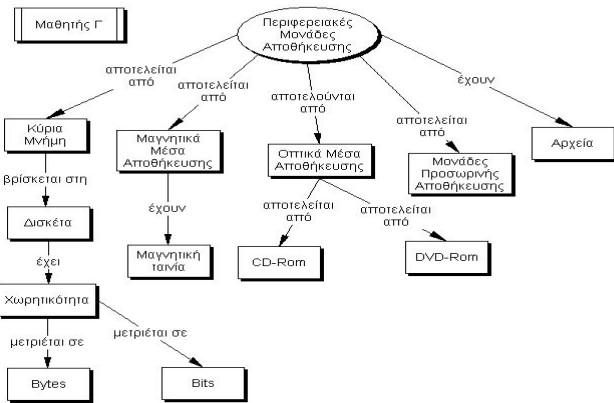 Μαθητής Γ
Περιφερειακές
Μονάδες
Αποθήκευσης
αποτελείται
από
αποτελείται
από
αποτελούνται
από
αποτελείται
από
έχουν
Κύρια
Μνήμη
Μαγνητικά
Μέσα
Αποθήκευσης
Οπτικά Μέσα
Αποθήκευσης
Μονάδες
Προσωρινής
Αποθήκευσης
Αρχεία
βρίσκεται στη
έχουν
αποτελείται
από
αποτελείται
από
Δισκέτα
Μαγνητική
ταινία
CD-Rom
DVD-Rom
έχει
Χωρητικότητα
μετριέται σε
μετριέται σε
Bytes
Bits